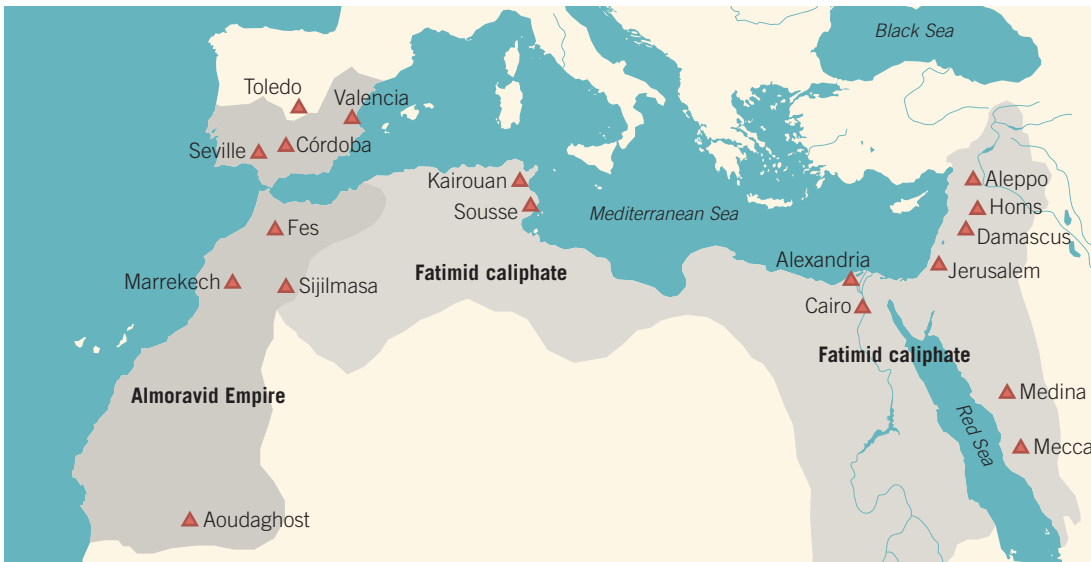 Black Sea
Toledo
Valencia
Seville
Córdoba
Kairouan
Sousse
Mediterranean Sea
Aleppo
Homs
Damascus
Fes
Marrekech
Sijilmasa
Fatimid caliphate
Alexandria
Jerusalem
Cairo
Fatimid caliphate
Almoravid Empire
Medina
Red Sea
Mecca
Aoudaghost